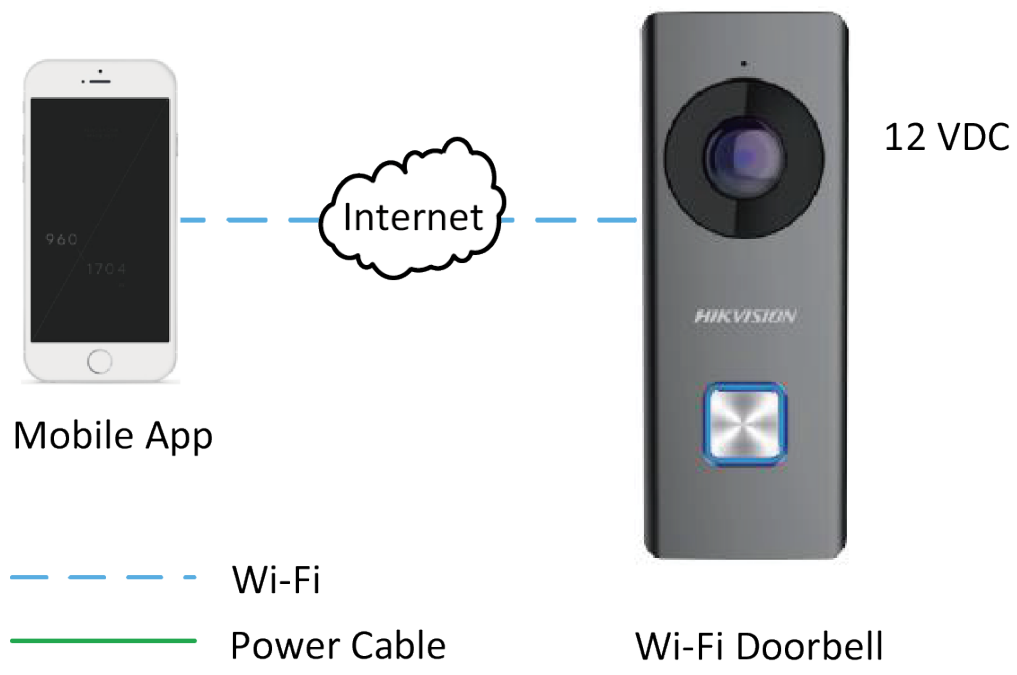 12 VDC
Internet
960
1704
HIKVISION
Mobile App
Wi-Fi
Power Cable
Wi-Fi Doorbell